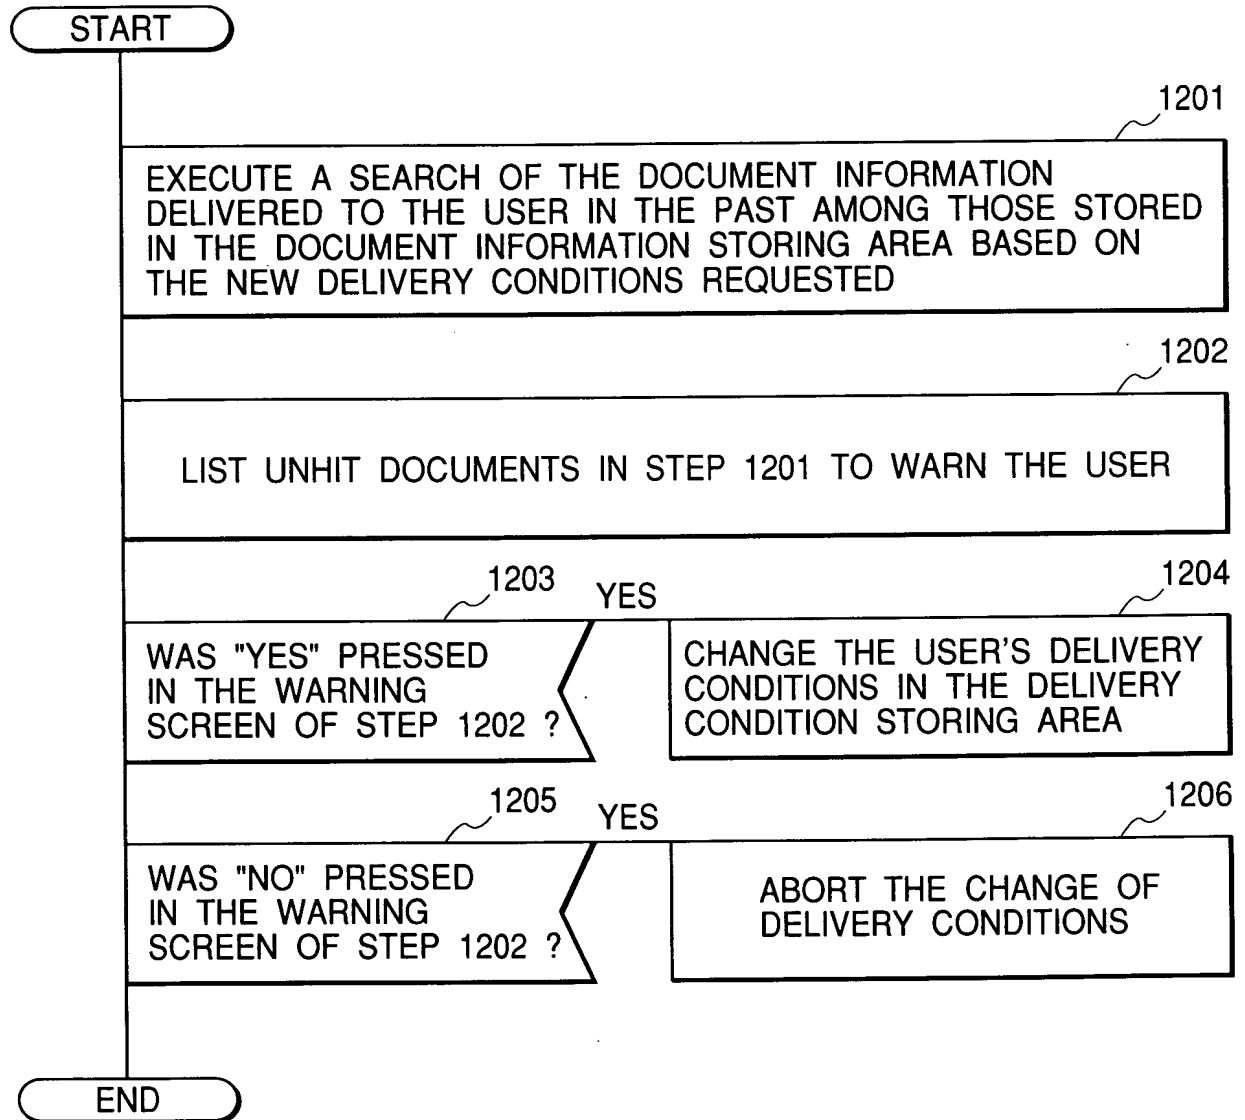 START
1201
EXECUTE A SEARCH OF THE DOCUMENT INFORMATION
DELIVERED TO THE USER IN THE PAST AMONG THOSE STORED
IN THE DOCUMENT INFORMATION STORING AREA BASED ON
THE NEW DELIVERY CONDITIONS REQUESTED
1202
LIST UNHIT DOCUMENTS IN STEP 1201 TO WARN THE USER
1203
YES
WAS "YES" PRESSED
IN THE WARNING
SCREEN OF STEP 1202 ?
1204
CHANGE THE USER'S DELIVERY
CONDITIONS IN THE DELIVERY
CONDITION STORING AREA
1205
YES
WAS "NO" PRESSED
IN THE WARNING
SCREEN OF STEP 1202 ?
1206
ABORT THE CHANGE OF
DELIVERY CONDITIONS
END